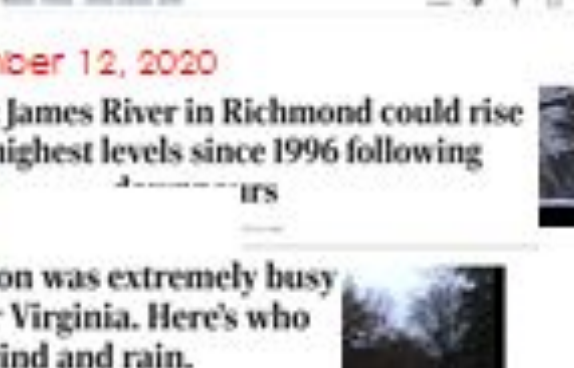 ber 12, 2020
James River in Richmond could rise
highest levels since 1996 following
urs
on was extremely busy
Virginia. Here's who
ind and rain.